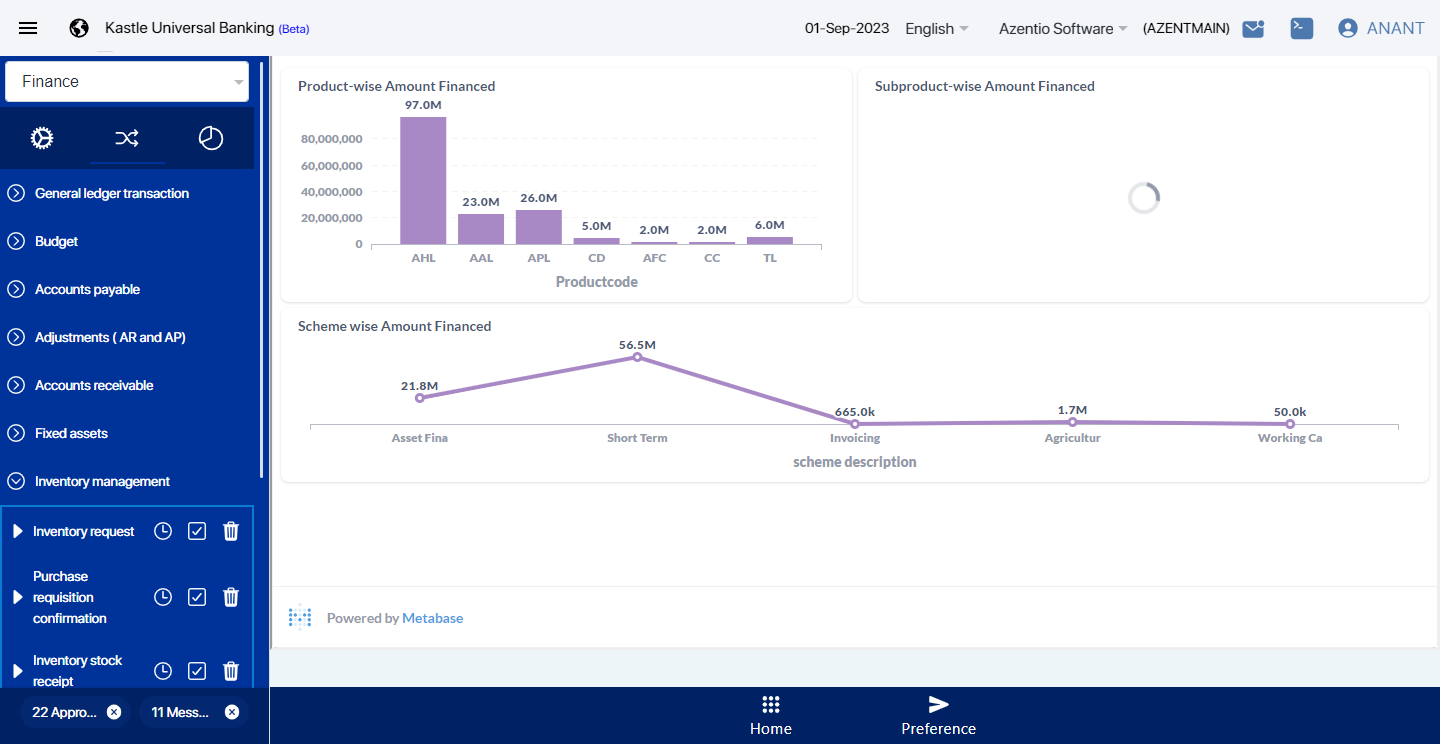 Kastle Universal Banking (Beta)
01-Sep-2023
English
Azentio Software
(AZENTMAIN)
ANANT
Finance
General ledger transaction
Budget
Accounts payable
Adjustments ( AR and AP)
Accounts receivable
Fixed assets
Inventory management
Inventory request
Purchase
requisition
confirmation
Inventory stock
receipt
22 Appro...
11 Mess...
Product-wise Amount Financed
97.0M
80,000,000
60,000,000
40,000,000
20,000,000
0
23.0M
26.0M
5.0M
2.0M
2.0M
6.0M
AHL
AAL
APL
CD
AFC
CC
TL
Productcode
Subproduct-wise Amount Financed
Scheme wise Amount Financed
21.8M
56.5M
665.0k
1.7M
50.0k
Asset Fina
Short Term
Invoicing
Agricultur
Working Ca
scheme description
Powered by Metabase
Home
Preference